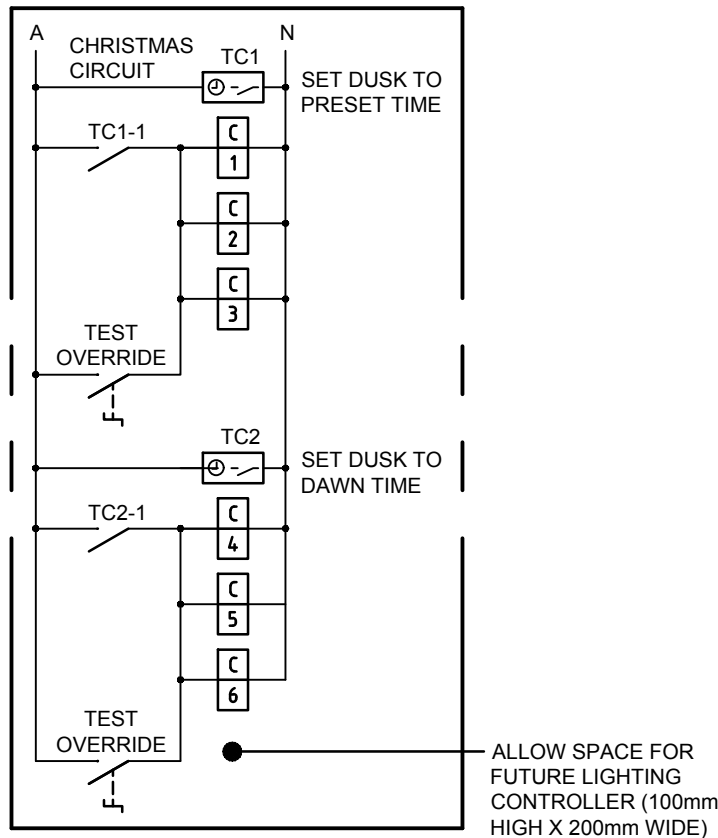 A
N
CHRISTMAS
CIRCUIT
TC1
SET DUSK TO
PRESET TIME
TC1-1
C
1
C
2
C
3
TEST
OVERRIDE
TC2
SET DUSK TO
DAWN TIME
TC2-1
C
4
C
5
C
6
TEST
OVERRIDE
ALLOW SPACE FOR
FUTURE LIGHTING
CONTROLLER (100mm
HIGH X 200mm WIDE)